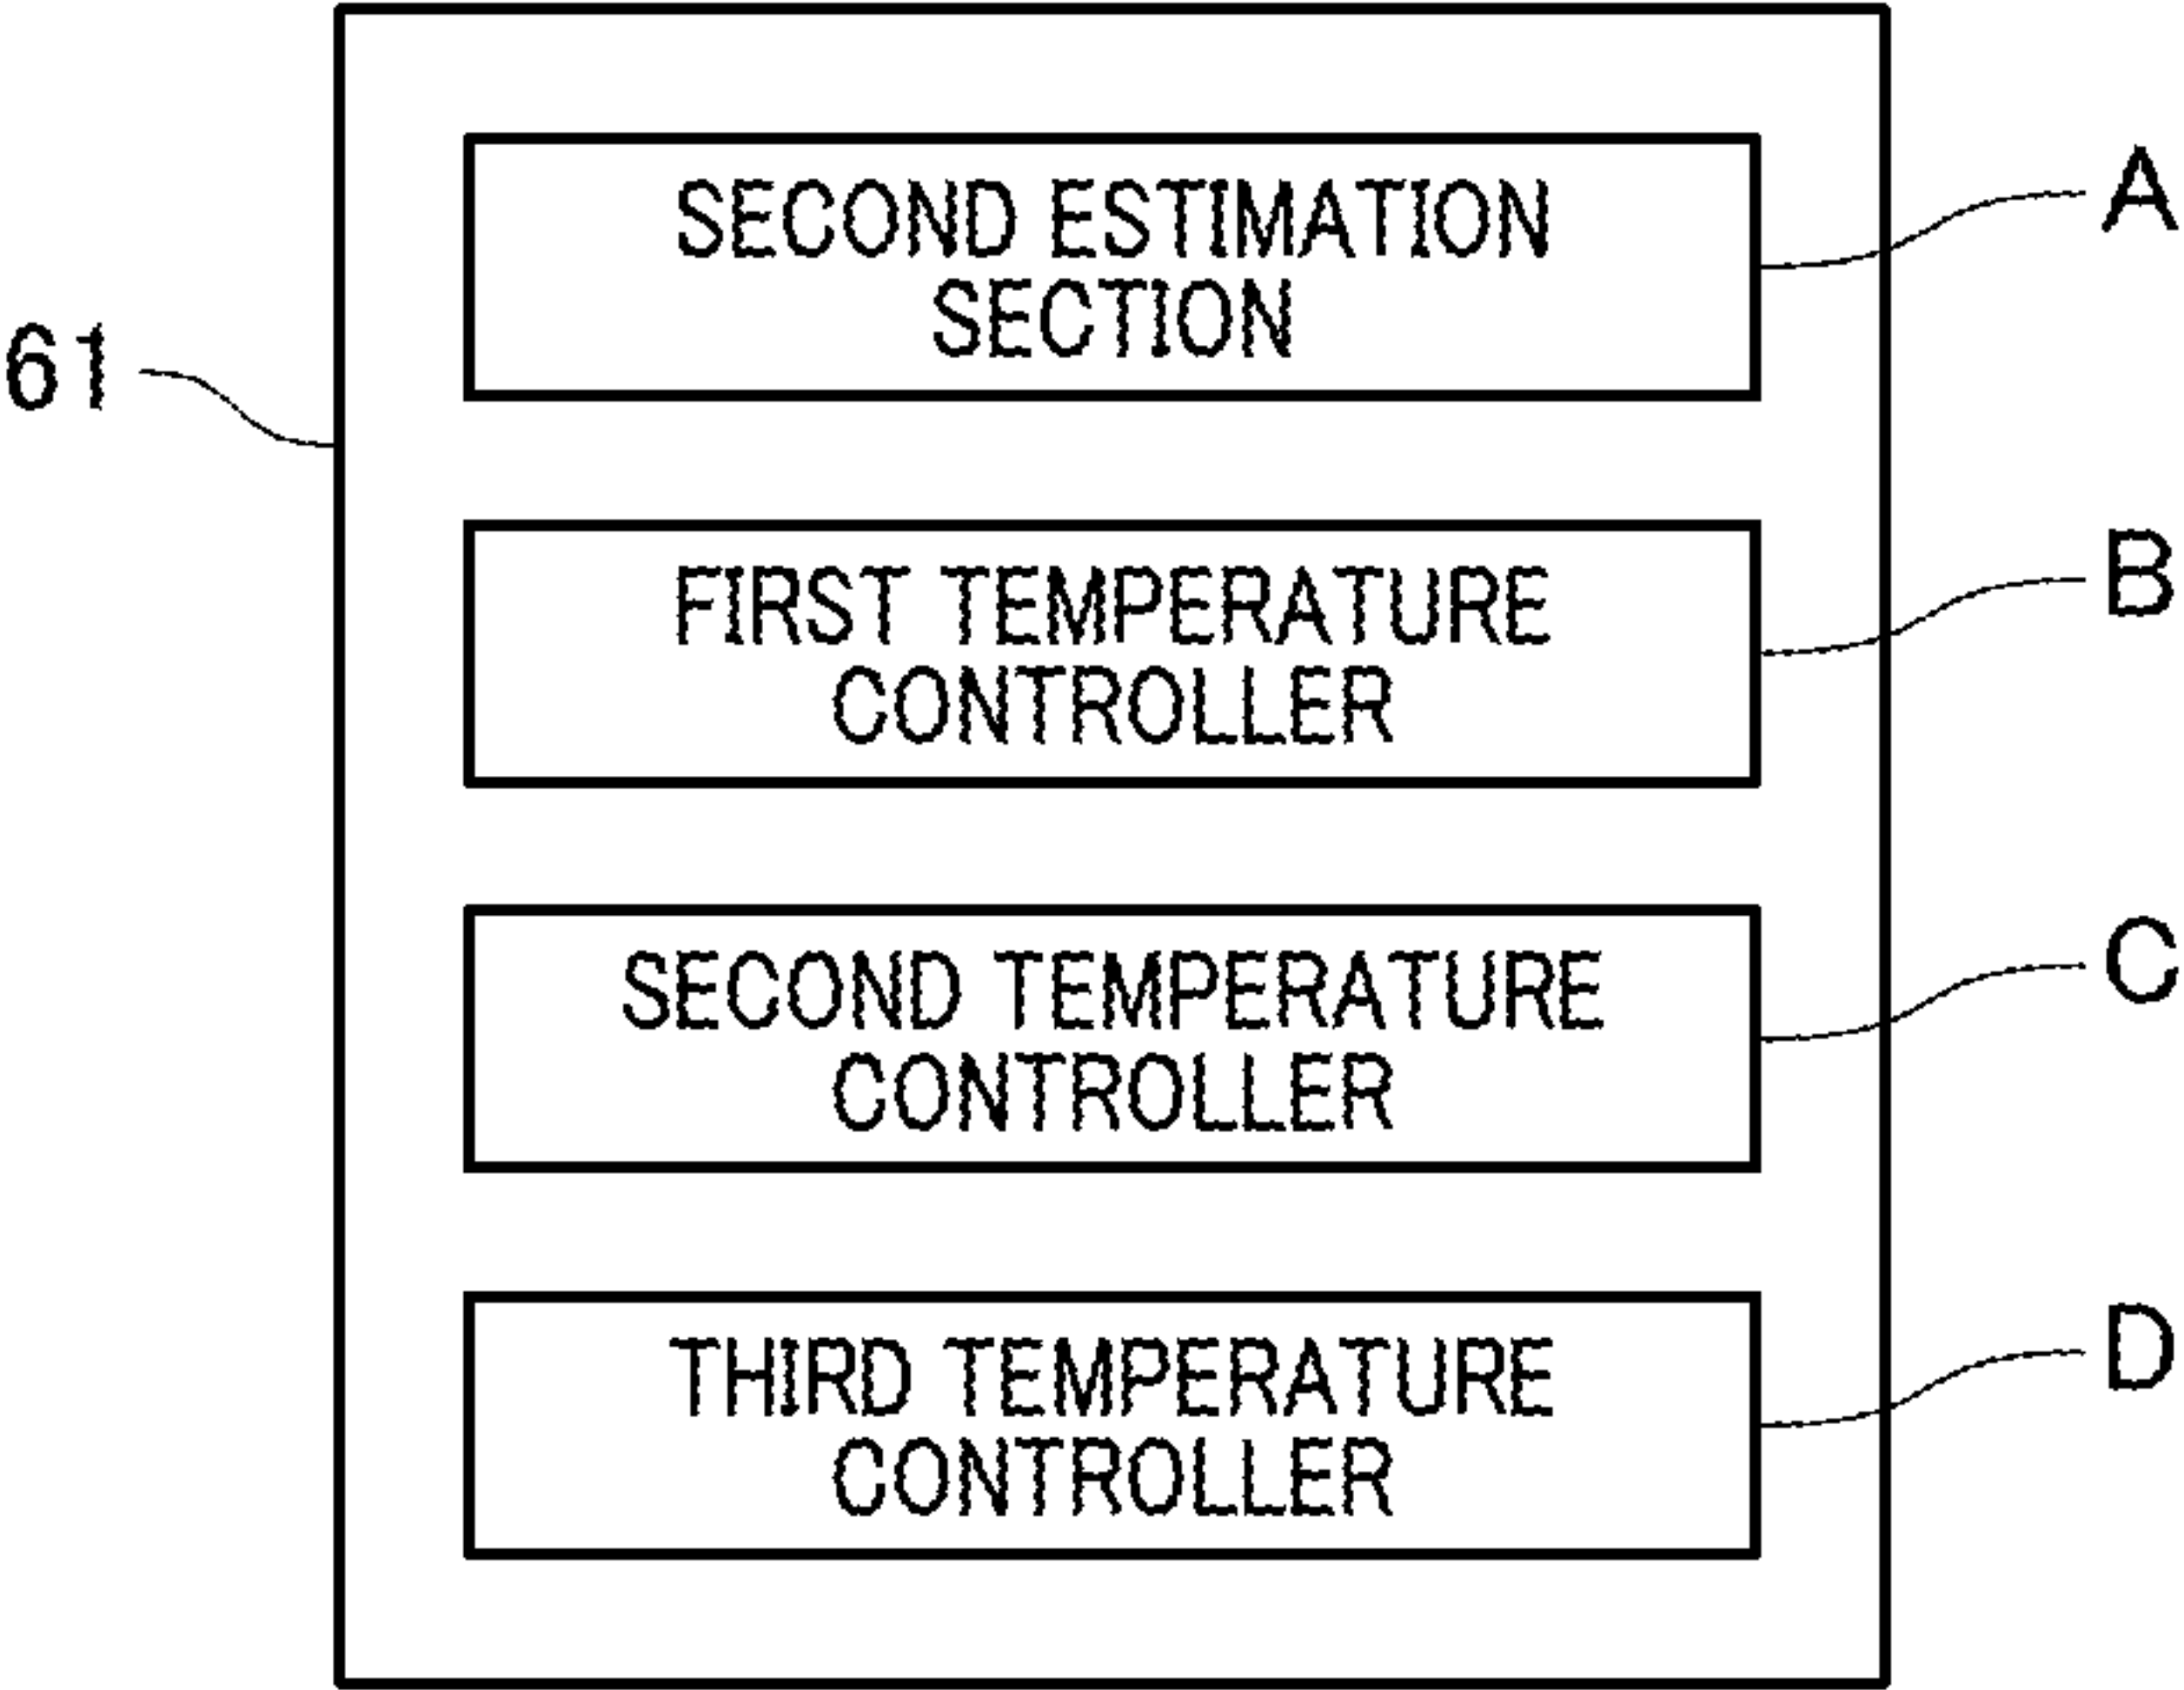 SECOND ESTIMATION
SECTION
A
61
FIRST TEMPERATURE
CONTROLLER
B
SECOND TEMPERATURE
CONTROLLER
C
THIRD TEMPERATURE
CONTROLLER
D